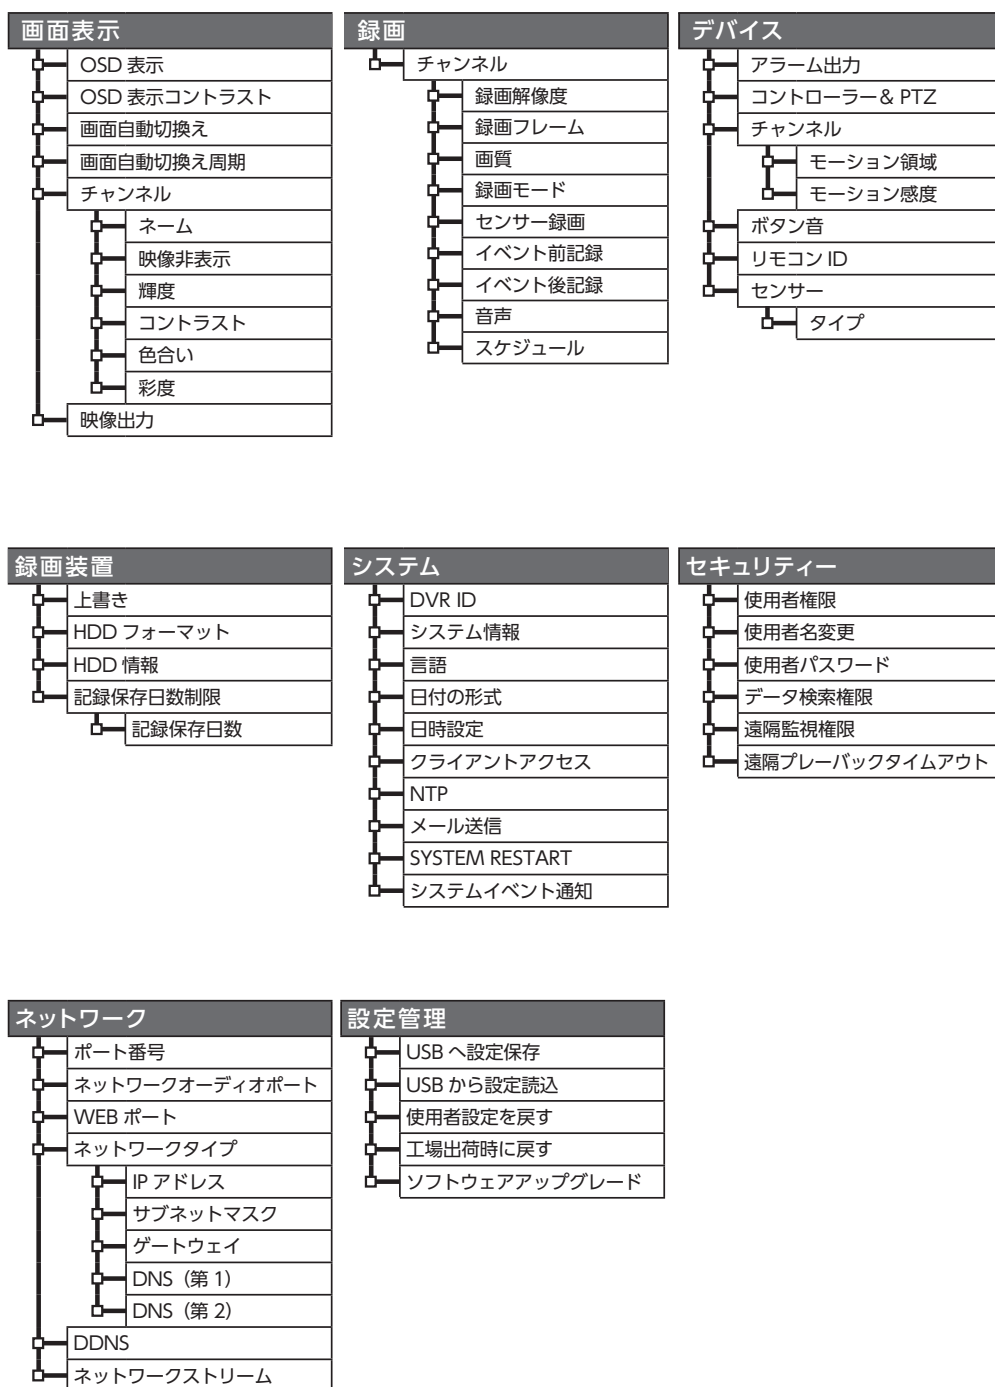 画面表示
OSD 表示
OSD 表示コントラスト
画面自動切換え
画面自動切換え周期
チャンネル
ネーム
映像非表示
輝度
コントラスト
色合い
彩度
映像出力
録画
チャンネル
録画解像度
録画フレーム
画質
録画モード
センサー録画
イベント前記録
イベント後記録
音声
スケジュール
デバイス
アラーム出力
コントローラー& PTZ
チャンネル
モーション領域
モーション感度
ボタン音
リモコン ID
センサー
タイプ
録画装置
上書き
HDD フォーマット
HDD 情報
記録保存日数制限
記録保存日数
システム
DVR ID
システム情報
言語
日付の形式
日時設定
クライアントアクセス
NTP
メール送信
SYSTEM RESTART
システムイベント通知
セキュリティー
使用者権限
使用者名変更
使用者パスワード
データ検索権限
遠隔監視権限
遠隔プレーバックタイムアウト
ネットワーク
ポート番号
ネットワークオーディオポート
WEB ポート
ネットワークタイプ
IP アドレス
サブネットマスク
ゲートウェイ
DNS（第 1）
DNS（第 2）
DDNS
ネットワークストリーム
設定管理
USB へ設定保存
USB から設定読込
使用者設定を戻す
工場出荷時に戻す
ソフトウェアアップグレード